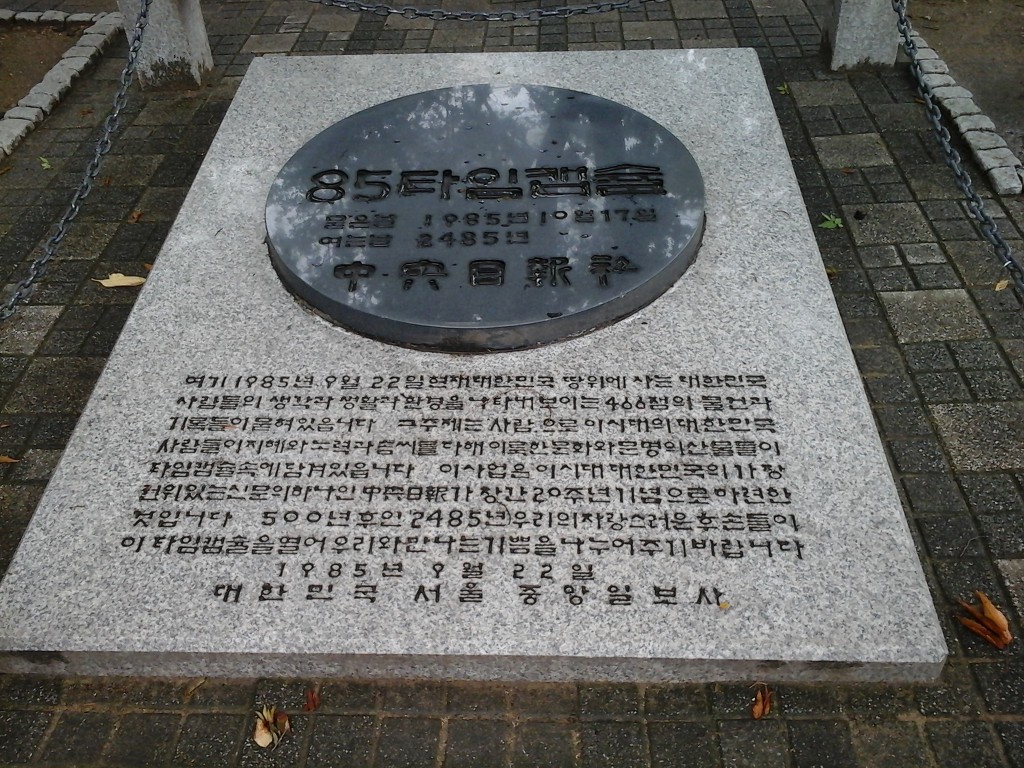 85타임캡슐
묻은날 1985년 10월 17일
여는날 2485년
中央日報社
여기 1985년 9월 22일 현재 대한민국 땅위에 사는 대한민국
사람들의 생각과 생활과 환경을 나타내 보이는 466점의 물건과
기록들이 묻혀있습니다 그 주제는 사람, 으로 이시대의 대한민국
사람들이 지혜와 노력과 솜씨를 다해 이룩한 문화와 문명의 산물들이
타임캡슐속에 담겨있읍니다 이 사업은 이시대 대한민국의 가장
권위있는 신문의 하나인 中央日報가 창간 20주년 기념으로 마련한
것입니다 500년 후인 2485년 우리의 자랑스러운 후손들이
이 타임캡슐을 열어 우리와 만나는 기쁨을 나누어 주기 바랍니다
1985년 9월 22일
대한민국 서울 중앙일보사